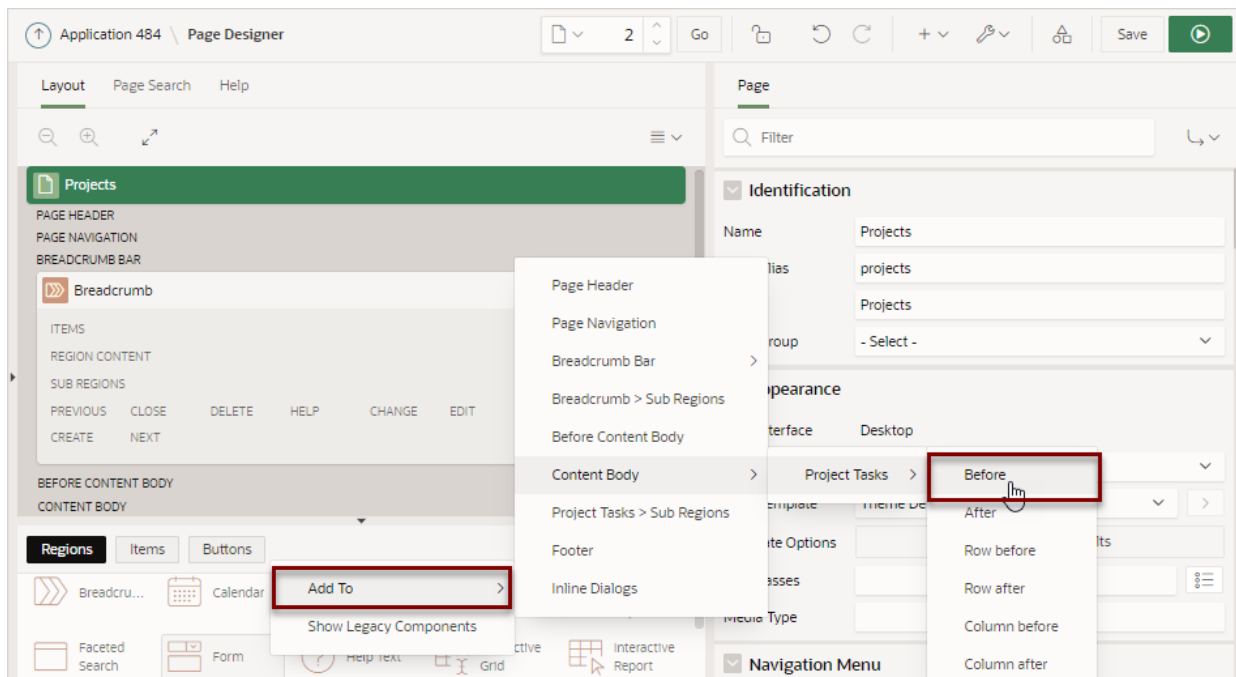 Application 484 \ Page Designer
2
Go
Save
Layout Page Search Help
Page
Filter
Projects
PAGE HEADER
PAGE NAVIGATION
BREADCRUMB BAR
Breadcrumb
ITEMS
REGION CONTENT
SUB REGIONS
PREVIOUS CLOSE DELETE HELP CHANGE EDIT
CREATE NEXT
BEFORE CONTENT BODY
CONTENT BODY
Regions Items Buttons
Breadcru... Calendar
Faceted
Search
Form
Help Text
Grid
Interactive
Report
Add To
Show Legacy Components
Page Header
Page Navigation
Breadcrumb Bar
Breadcrumb > Sub Regions
Before Content Body
Content Body
Project Tasks > Sub Regions
Footer
Inline Dialogs
Project Tasks
Before
After
Row before
Row after
Column before
Column after
Identification
Name Projects
projects
Projects
- Select -
Desktop
Media Type
Navigation Menu